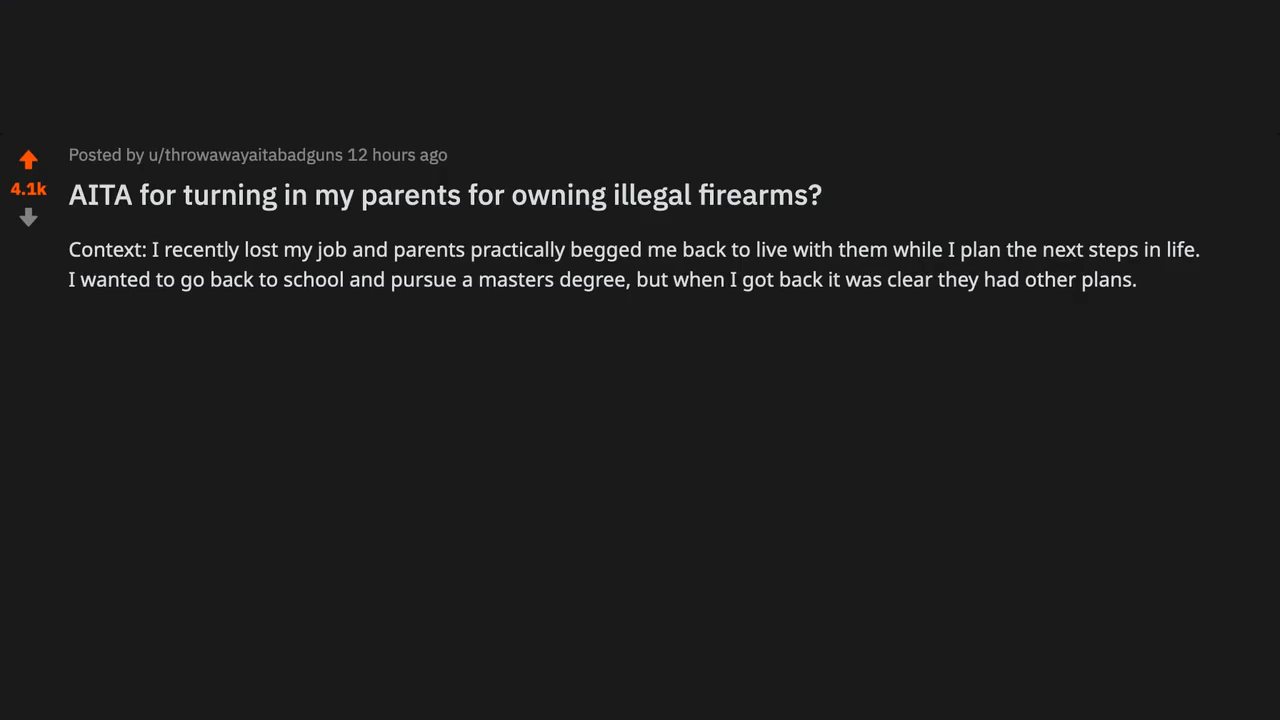 Posted by u/throwawayaitabadguns 12 hours ago
4.1k
AITA for turning in my parents for owning illegal firearms?
Context: I recently lost my job and parents practically begged me back to live with them while I plan the next steps in life.
I wanted to go back to school and pursue a masters degree, but when I got back it was clear they had other plans.